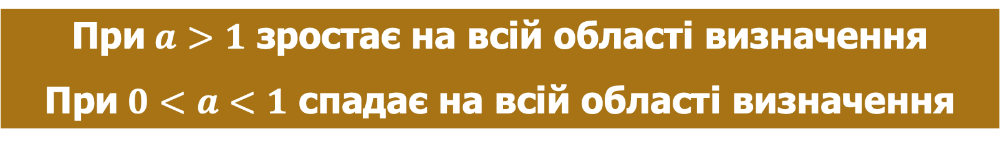 При 𝒂 > 𝟏 зростає на всій області визначення
При 𝟎 < 𝒂 < 𝟏 спадає на всій області визначення